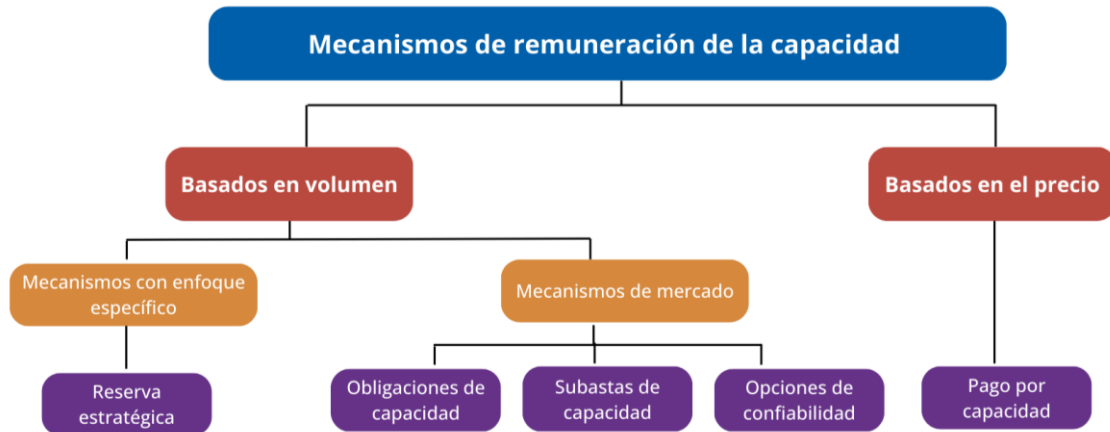 Mecanismos de remuneración de la capacidad
Basados en volumen
Basados en el precio
Mecanismos con enfoque
específico
Mecanismos de mercado
Reserva
estratégica
Obligaciones de
capacidad
Subastas de
capacidad
Opciones de
confiabilidad
Pago por
capacidad